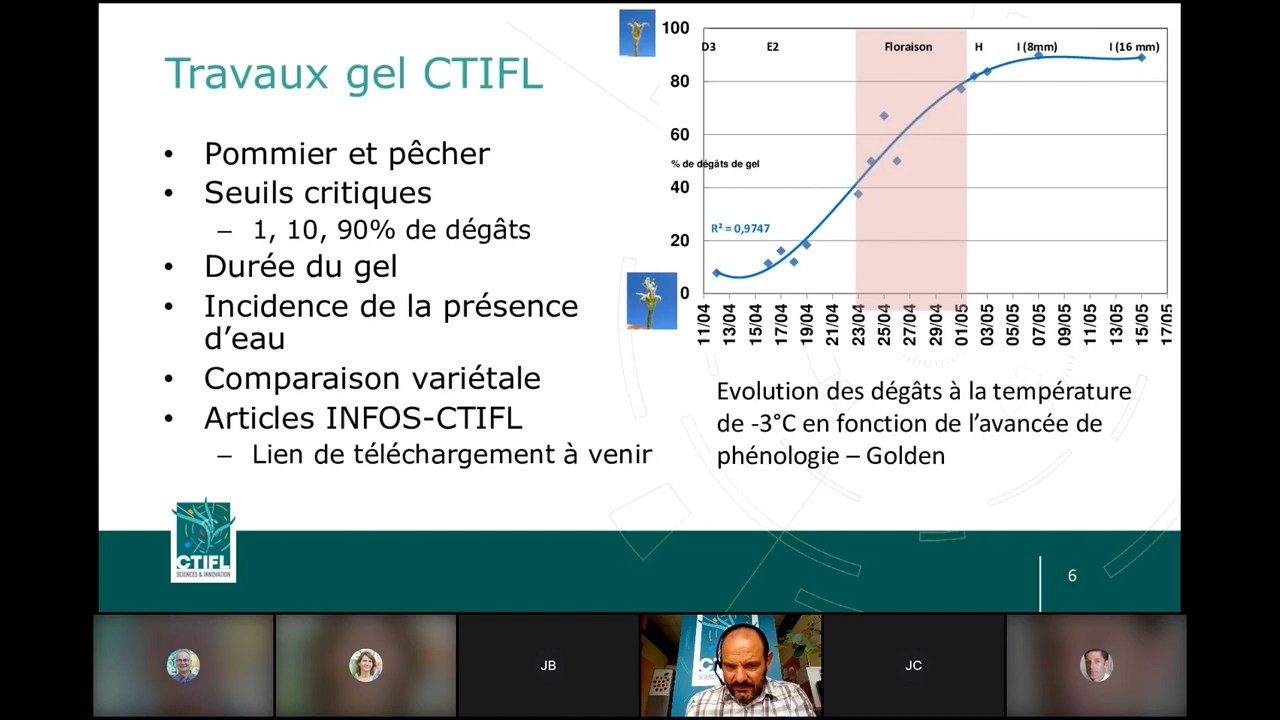 Travaux gel CTIFL
• Pommier et pêcher
• Seuils critiques
– 1, 10, 90% de dégâts
• Durée du gel
• Incidence de la présence
d’eau
• Comparaison variétale
• Articles INFOS-CTIFL
– Lien de téléchargement à venir
100
80
60
40
20
0
D3 E2 Floraison H I (8mm) I (16 mm)
% de dégâts de gel
R² = 0,9747
11/04 13/04 15/04 17/04 19/04 21/04 23/04 25/04 27/04 29/04 01/05 03/05 05/05 07/05 09/05 11/05 13/05 15/05 17/05
Evolution des dégâts à la température
de -3°C en fonction de l’avancée de
phénologie – Golden
CTIFL
SCIENCES & INNOVATION
6
JB
JC